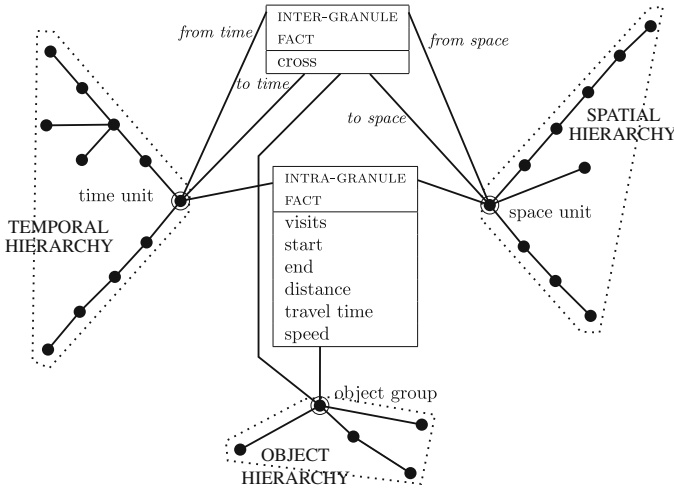 INTER-GRANULE
FACT
cross
from time
to time
from space
to space
SPATIAL
HIERARCHY
INTRA-GRANULE
FACT
visits
start
end
distance
travel time
speed
time unit
TEMPORAL
HIERARCHY
space unit
object group
OBJECT
HIERARCHY